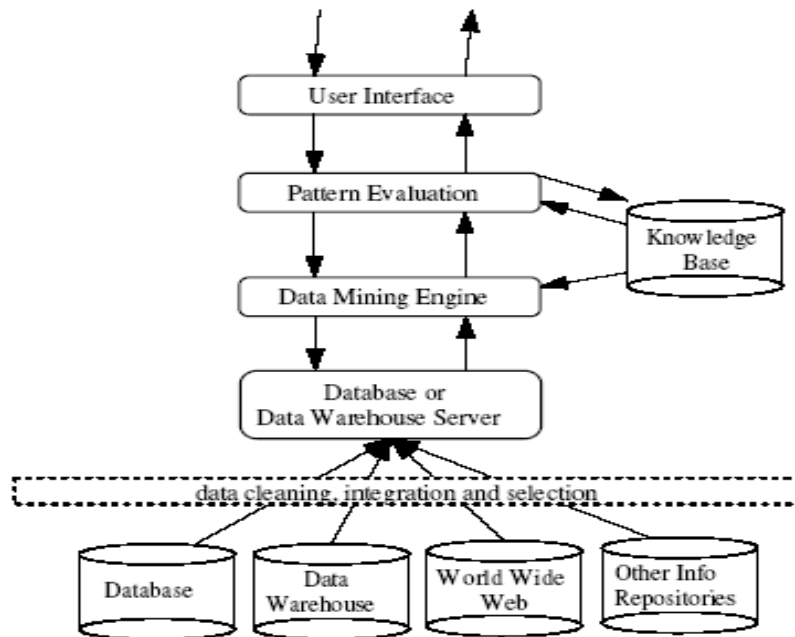 User Interface
Pattern Evaluation
Knowledge
Base
Data Mining Engine
Database or
Data Warehouse Server
data cleaning, integration and selection
Database
Data
Warehouse
World Wide
Web
Other Info
Repositories